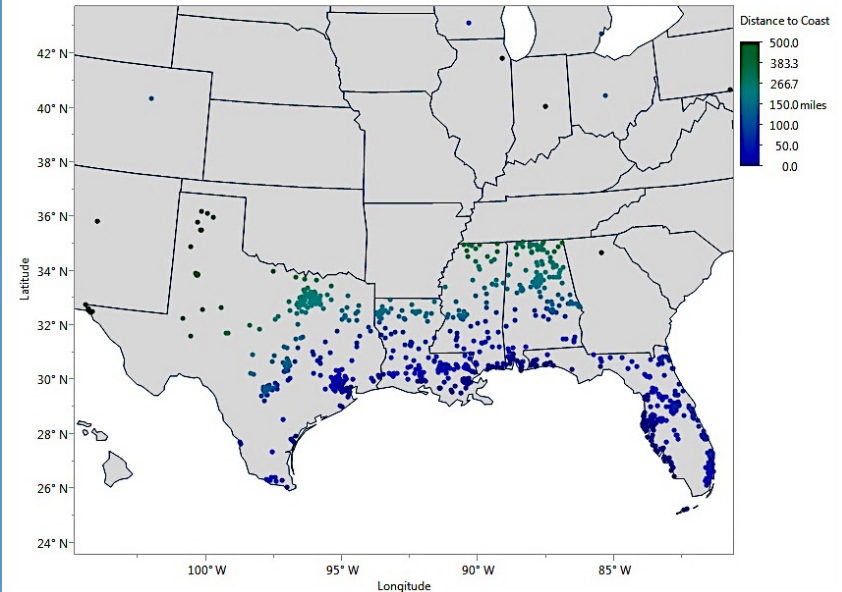 Distance to Coast
500.0
383.3
266.7
150.0 miles
100.0
50.0
0.0
Latitude
42° N
40° N
38° N
36° N
34° N
32° N
30° N
28° N
26° N
24° N
100° W
95° W
90° W
85° W
Longitude